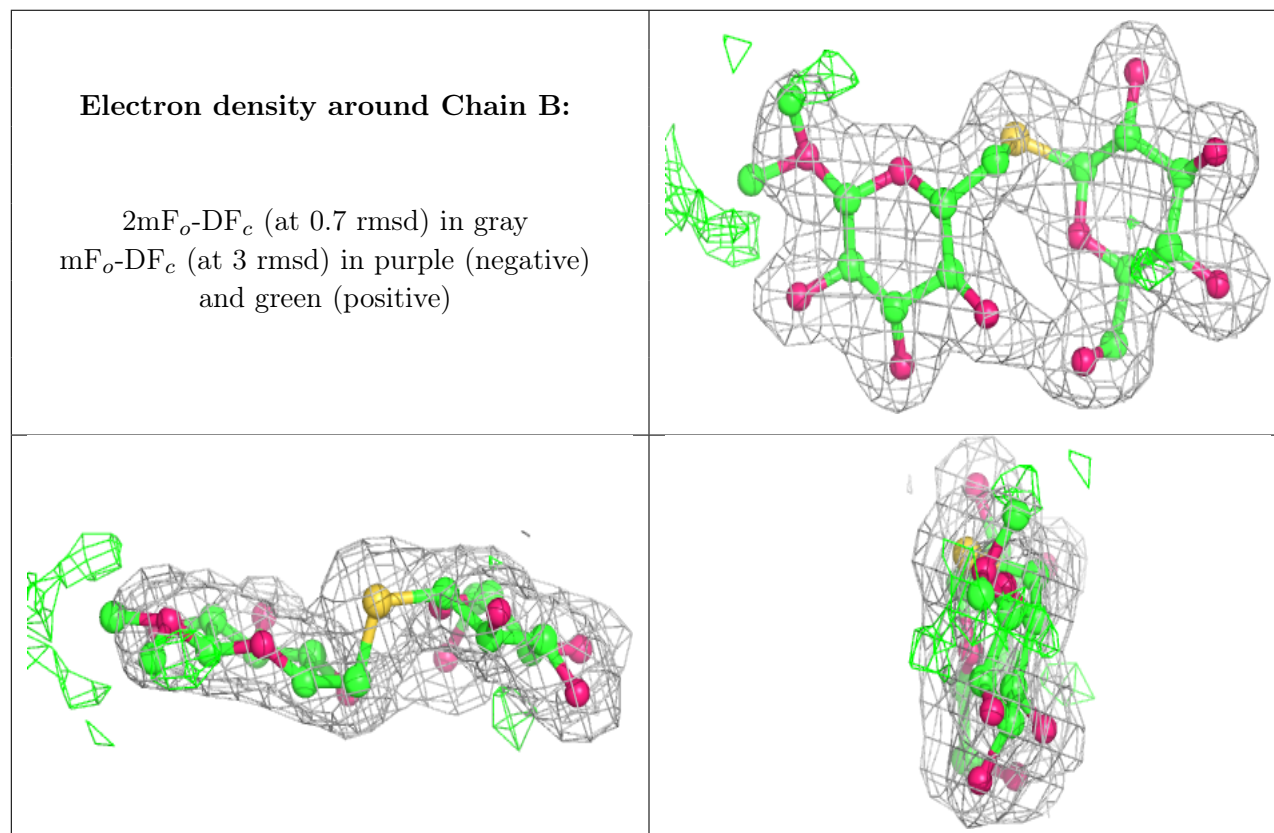 Electron density around Chain B:
2mFo-DFc (at 0.7 rmsd) in gray
mFo-DFc (at 3 rmsd) in purple (negative)
and green (positive)